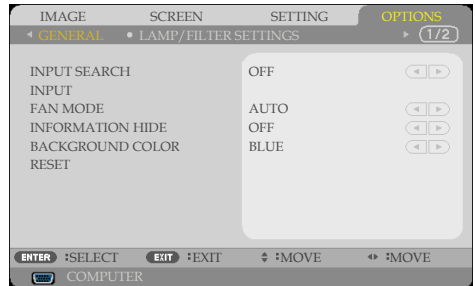 IMAGE SCREEN SETTING OPTIONS
GENERAL • LAMP/FILTER SETTINGS (1/2)
INPUT SEARCH OFF
INPUT
FAN MODE AUTO
INFORMATION HIDE OFF
BACKGROUND COLOR BLUE
RESET
ENTER :SELECT EXIT :EXIT :MOVE :MOVE
COMPUTER